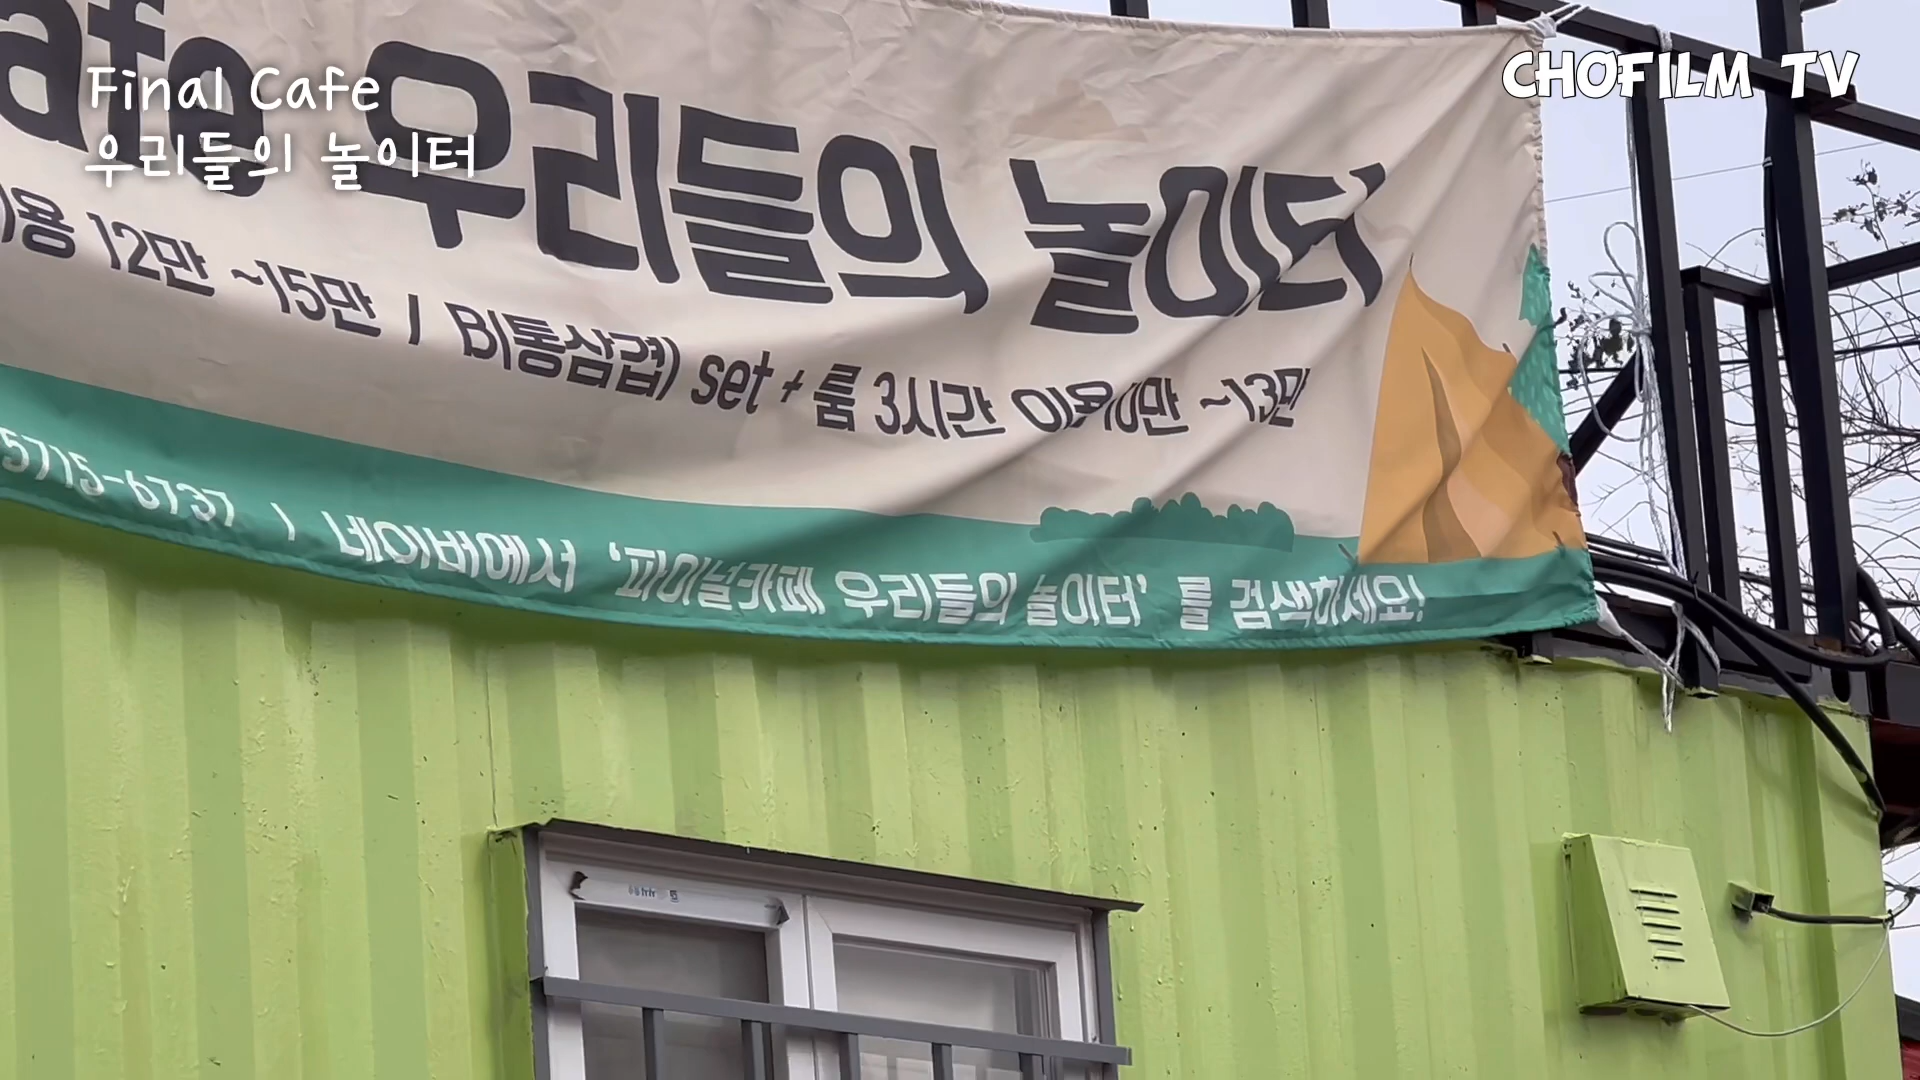 Final Cafe
우리들의 놀이터
CHOFILM TV
afe 우리들의 놀이터
용 12만 ~15만 / B(통삼겹) set + 룸 3시간 이용10만 ~13만
5715-6737 | 네이버에서 '파이널카페 우리들의 놀이터' 를 검색하세요!